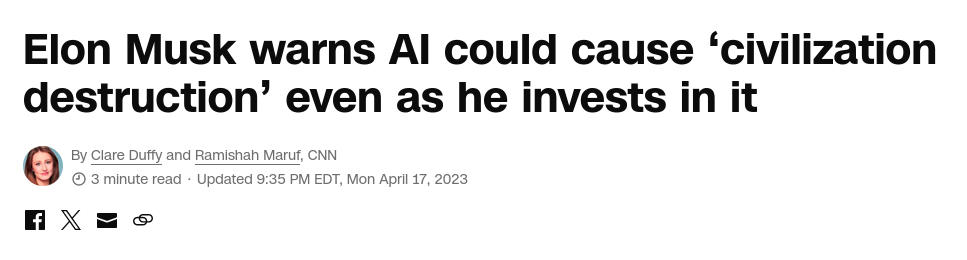 Elon Musk warns AI could cause ‘civilization
destruction’ even as he invests in it
By Clare Duffy and Ramishah Maruf, CNN
3 minute read · Updated 9:35 PM EDT, Mon April 17, 2023